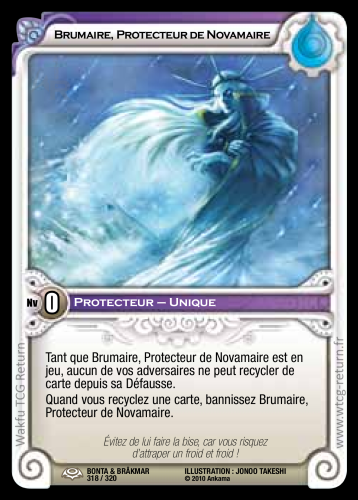 BRUMAIRE, PROTECTEUR DE NOVAMAIRE
Nv 0 PROTECTEUR – UNIQUE
Tant que Brumaire, Protecteur de Novamaire est en
jeu, aucun de vos adversaires ne peut recycler de
carte depuis sa Défausse.
Quand vous recyclez une carte, bannissez Brumaire,
Protecteur de Novamaire.
Évitez de lui faire la bise, car vous risquez
d'attraper un froid et froid !
BONTA & BRÂKMAR
318 / 320
ILLUSTRATION : JONOO TAKESHI
© 2010 Ankama
Wakfu TCG Return
www.wtcg-return.fr